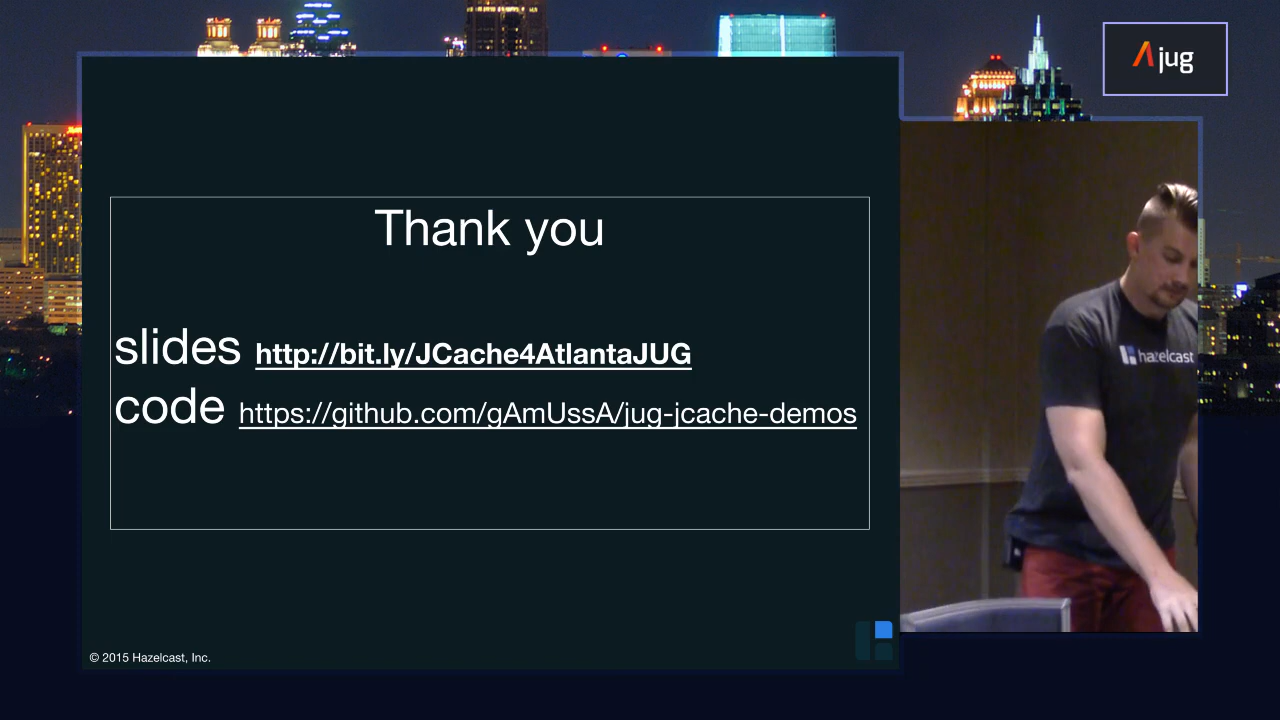 jug
Thank you
slides http://bit.ly/JCache4AtlantaJUG
code https://github.com/gAmUssA/jug-jcache-demos
hazelcast
© 2015 Hazelcast, Inc.